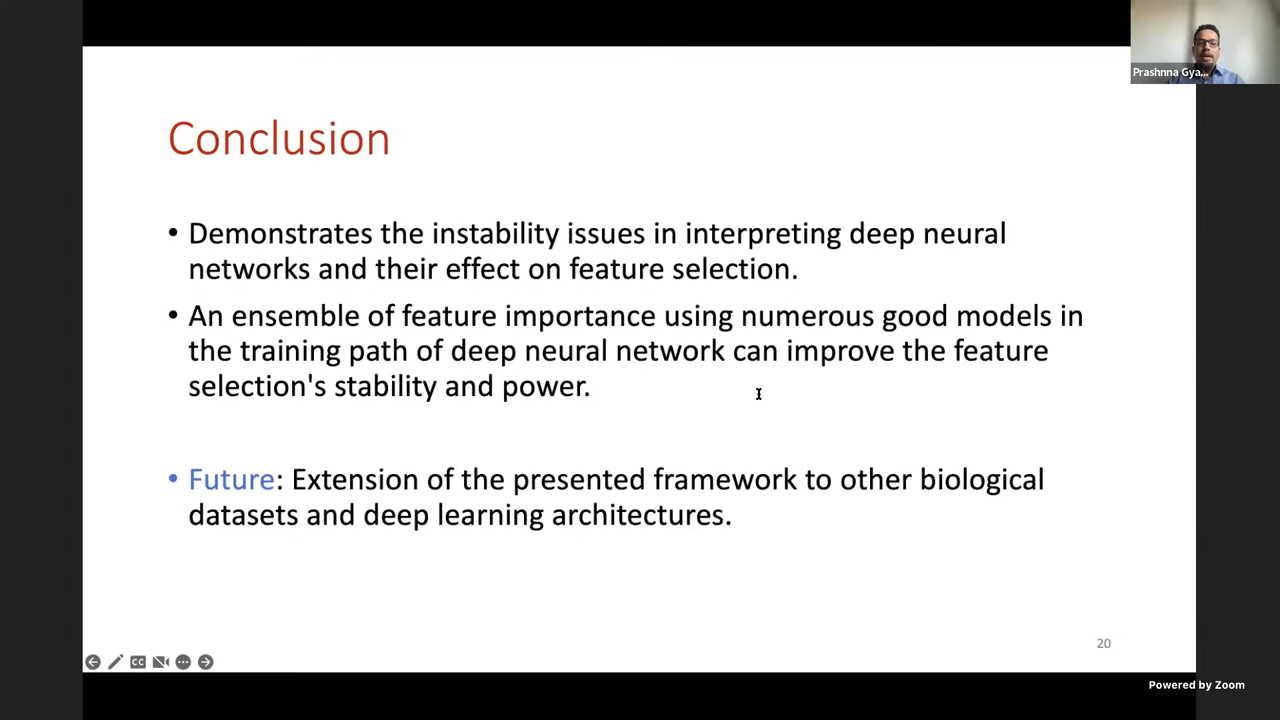 Prashnna Gya...
Conclusion
• Demonstrates the instability issues in interpreting deep neural
networks and their effect on feature selection.
• An ensemble of feature importance using numerous good models in
the training path of deep neural network can improve the feature
selection's stability and power.
• Future: Extension of the presented framework to other biological
datasets and deep learning architectures.
20
CC
Powered by Zoom